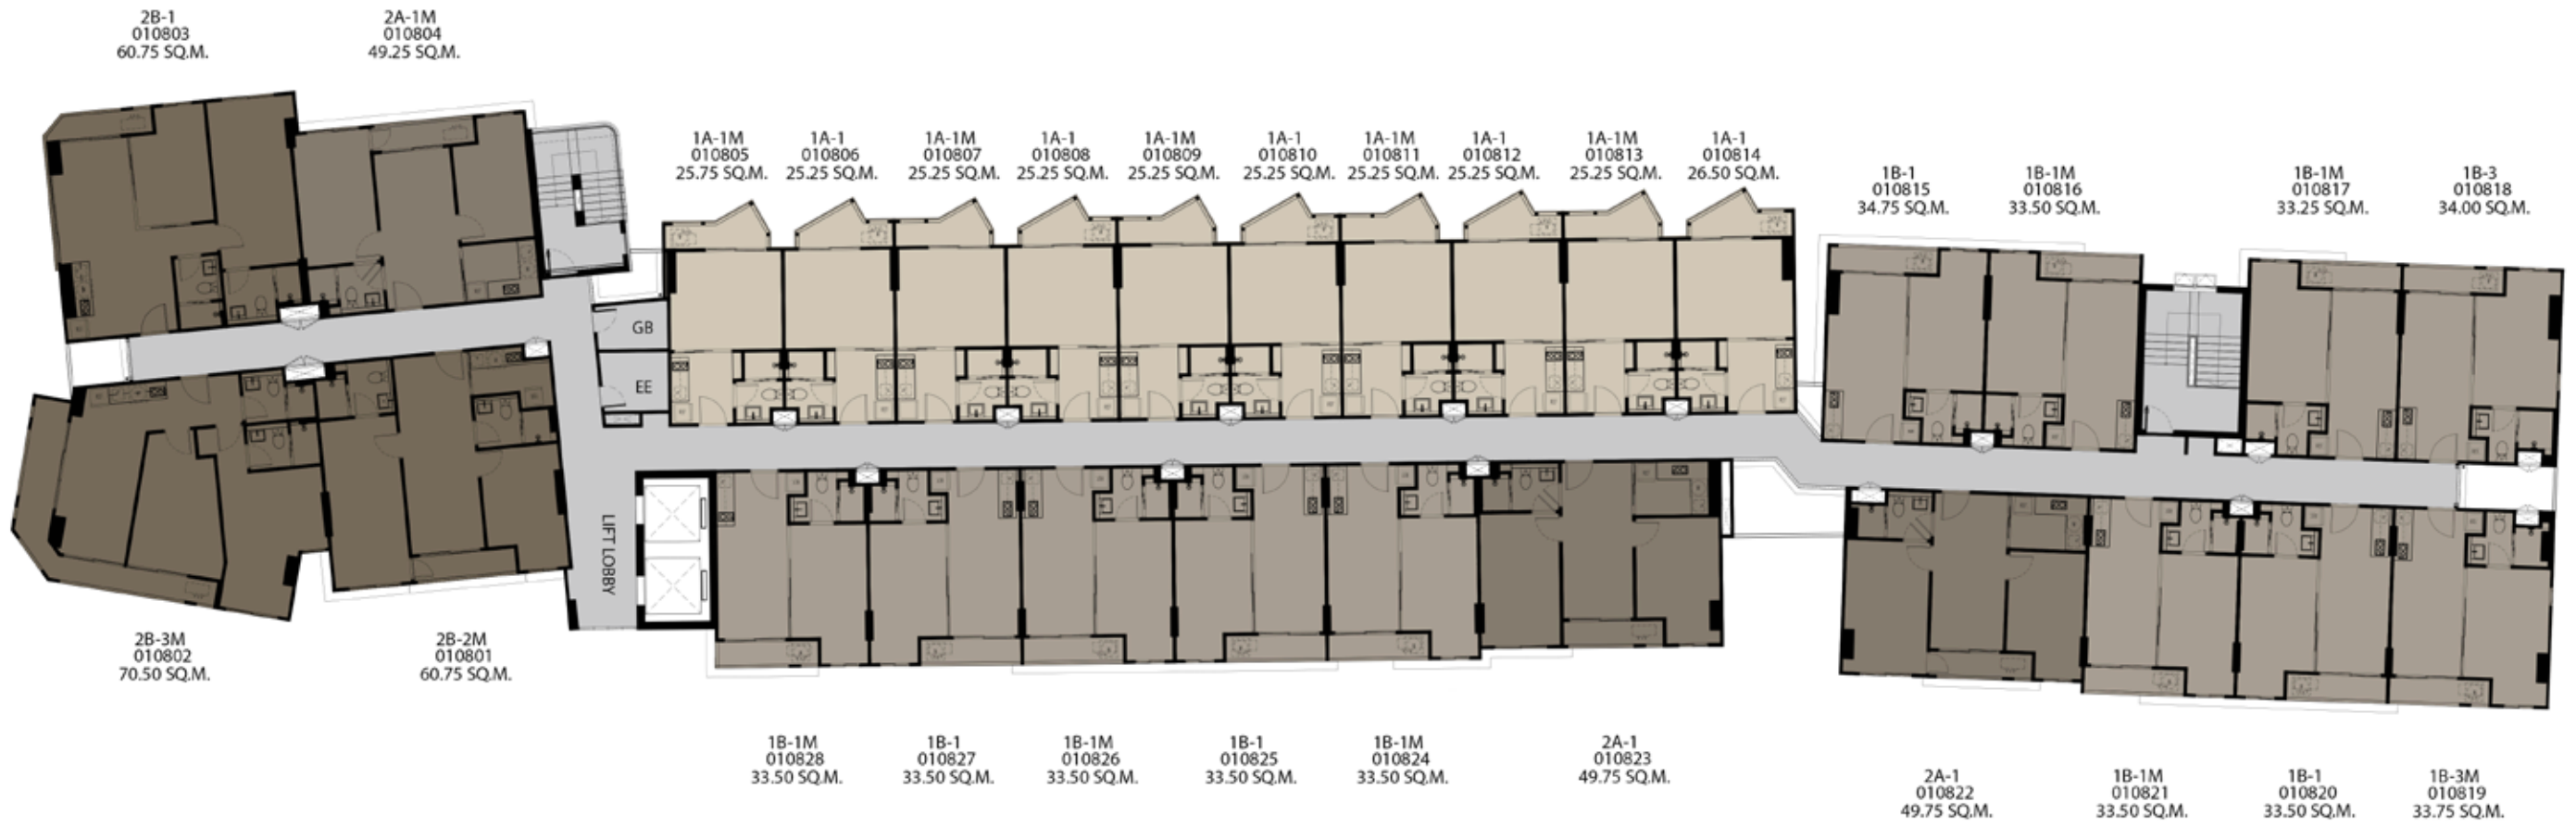 2B-1
010803
60.75 SQ.M.
2A-1M
010804
49.25 SQ.M.
1A-1M
010805
25.75 SQ.M.
1A-1
010806
25.25 SQ.M.
1A-1M
010807
25.25 SQ.M.
1A-1
010808
25.25 SQ.M.
1A-1M
010809
25.25 SQ.M.
1A-1
010810
25.25 SQ.M.
1A-1M
010811
25.25 SQ.M.
1A-1
010812
25.25 SQ.M.
1A-1M
010813
25.25 SQ.M.
1A-1
010814
26.50 SQ.M.
1B-1
010815
34.75 SQ.M.
1B-1M
010816
33.50 SQ.M.
1B-1M
010817
33.25 SQ.M.
1B-3
010818
34.00 SQ.M.
GB
EE
LIFT LOBBY
2B-3M
010802
70.50 SQ.M.
2B-2M
010801
60.75 SQ.M.
1B-1M
010828
33.50 SQ.M.
1B-1
010827
33.50 SQ.M.
1B-1M
010826
33.50 SQ.M.
1B-1
010825
33.50 SQ.M.
1B-1M
010824
33.50 SQ.M.
2A-1
010823
49.75 SQ.M.
2A-1
010822
49.75 SQ.M.
1B-1M
010821
33.50 SQ.M.
1B-1
010820
33.50 SQ.M.
1B-3M
010819
33.75 SQ.M.